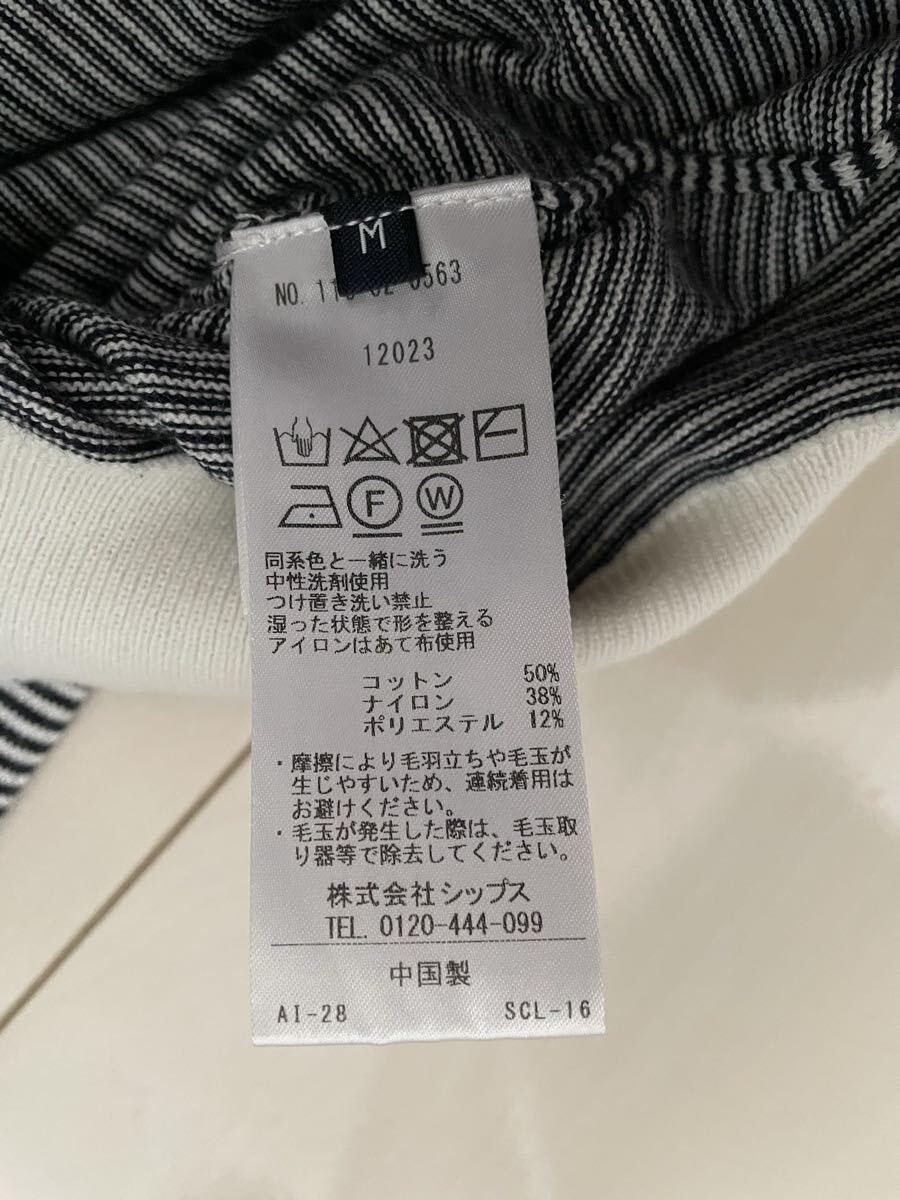 M
NO. 563
12023
F W
同系色と一緒に洗う
中性洗剤使用
つけ置き洗い禁止
湿った状態で形を整える
アイロンはあて布使用
コットン 50%
ナイロン 38%
ポリエステル 12%
・摩擦により毛羽立ちや毛玉が
生じやすいため、連続着用は
お避けください。
・毛玉が発生した際は、毛玉取
り器等で除去してください。
株式会社シップス
TEL. 0120-444-099
中国製
AI-28 SCL-16